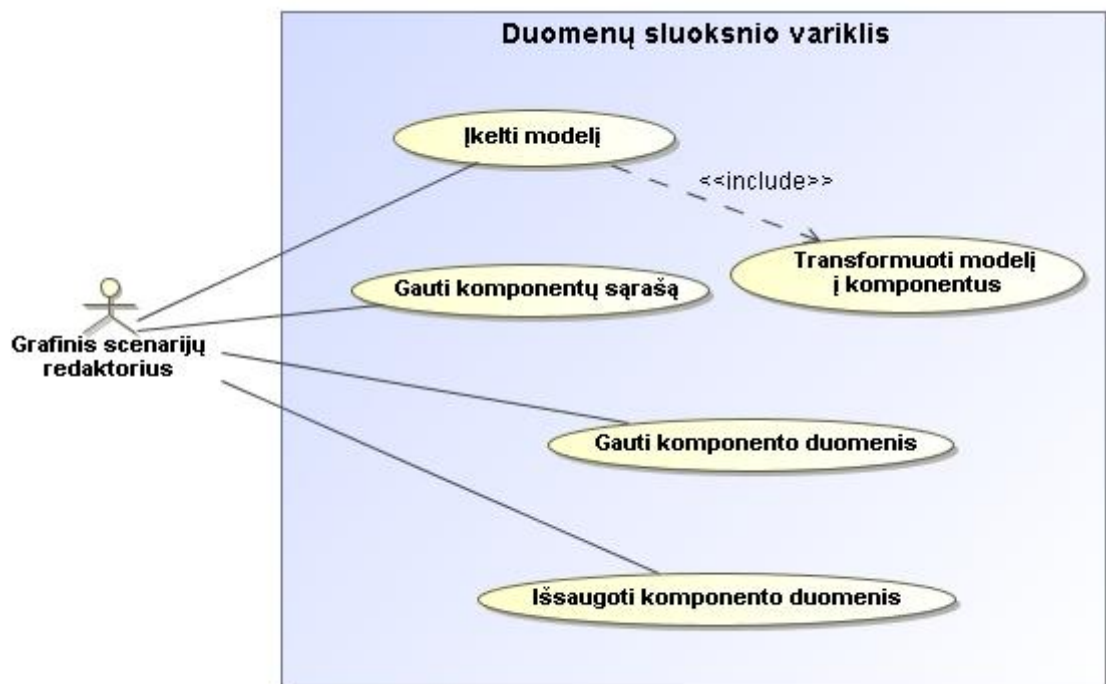 Duomenų sluoksnio variklis
Įkelti modelį
<<include>>
Transformuoti modelį
į komponentus
Gauti komponentų sąrašą
Grafinis scenarijų
redaktorius
Gauti komponento duomenis
Išsaugoti komponento duomenis